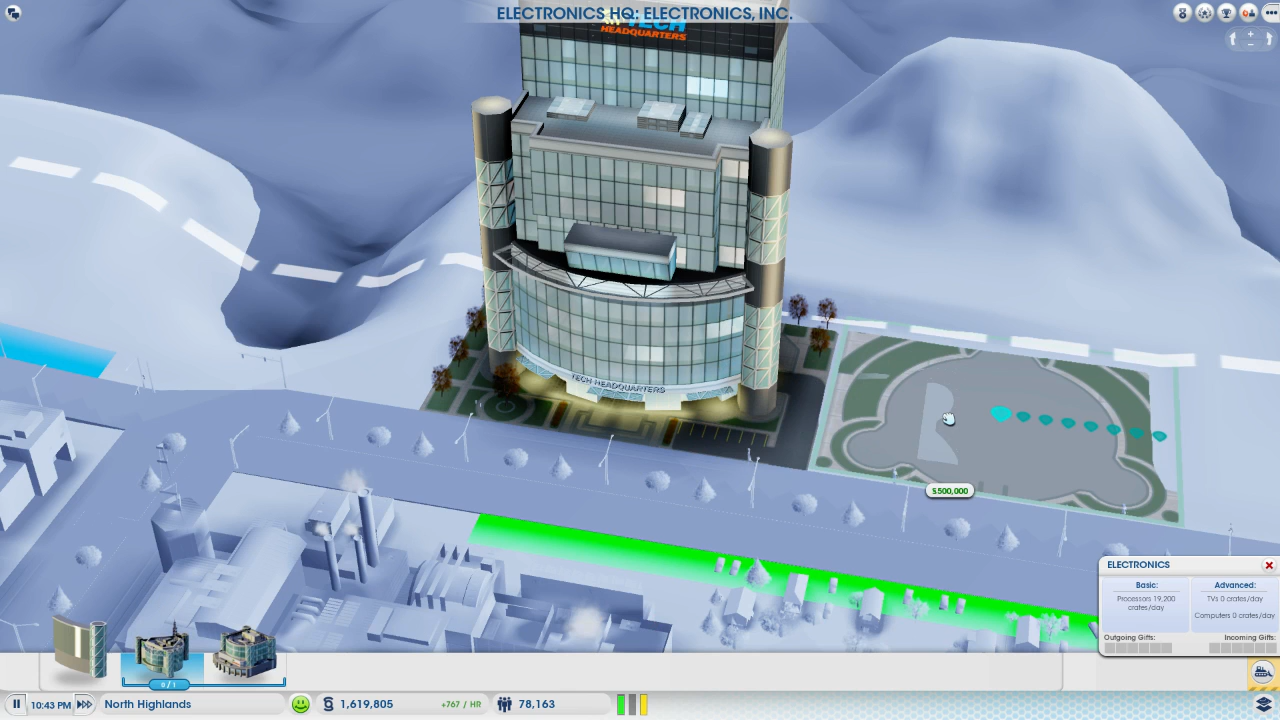 ELECTRONICS HQ: ELECTRONICS, INC.
TECH
HEADQUARTERS
TECH HEADQUARTERS
$500,000
ELECTRONICS
Basic:
Advanced:
Processors 19,200 crates/day
TVs 0 crates/day
Computers 0 crates/day
Outgoing Gifts:
Incoming Gifts:
0 / 1
10:43 PM
North Highlands
1,619,805
+767 / HR
78,163